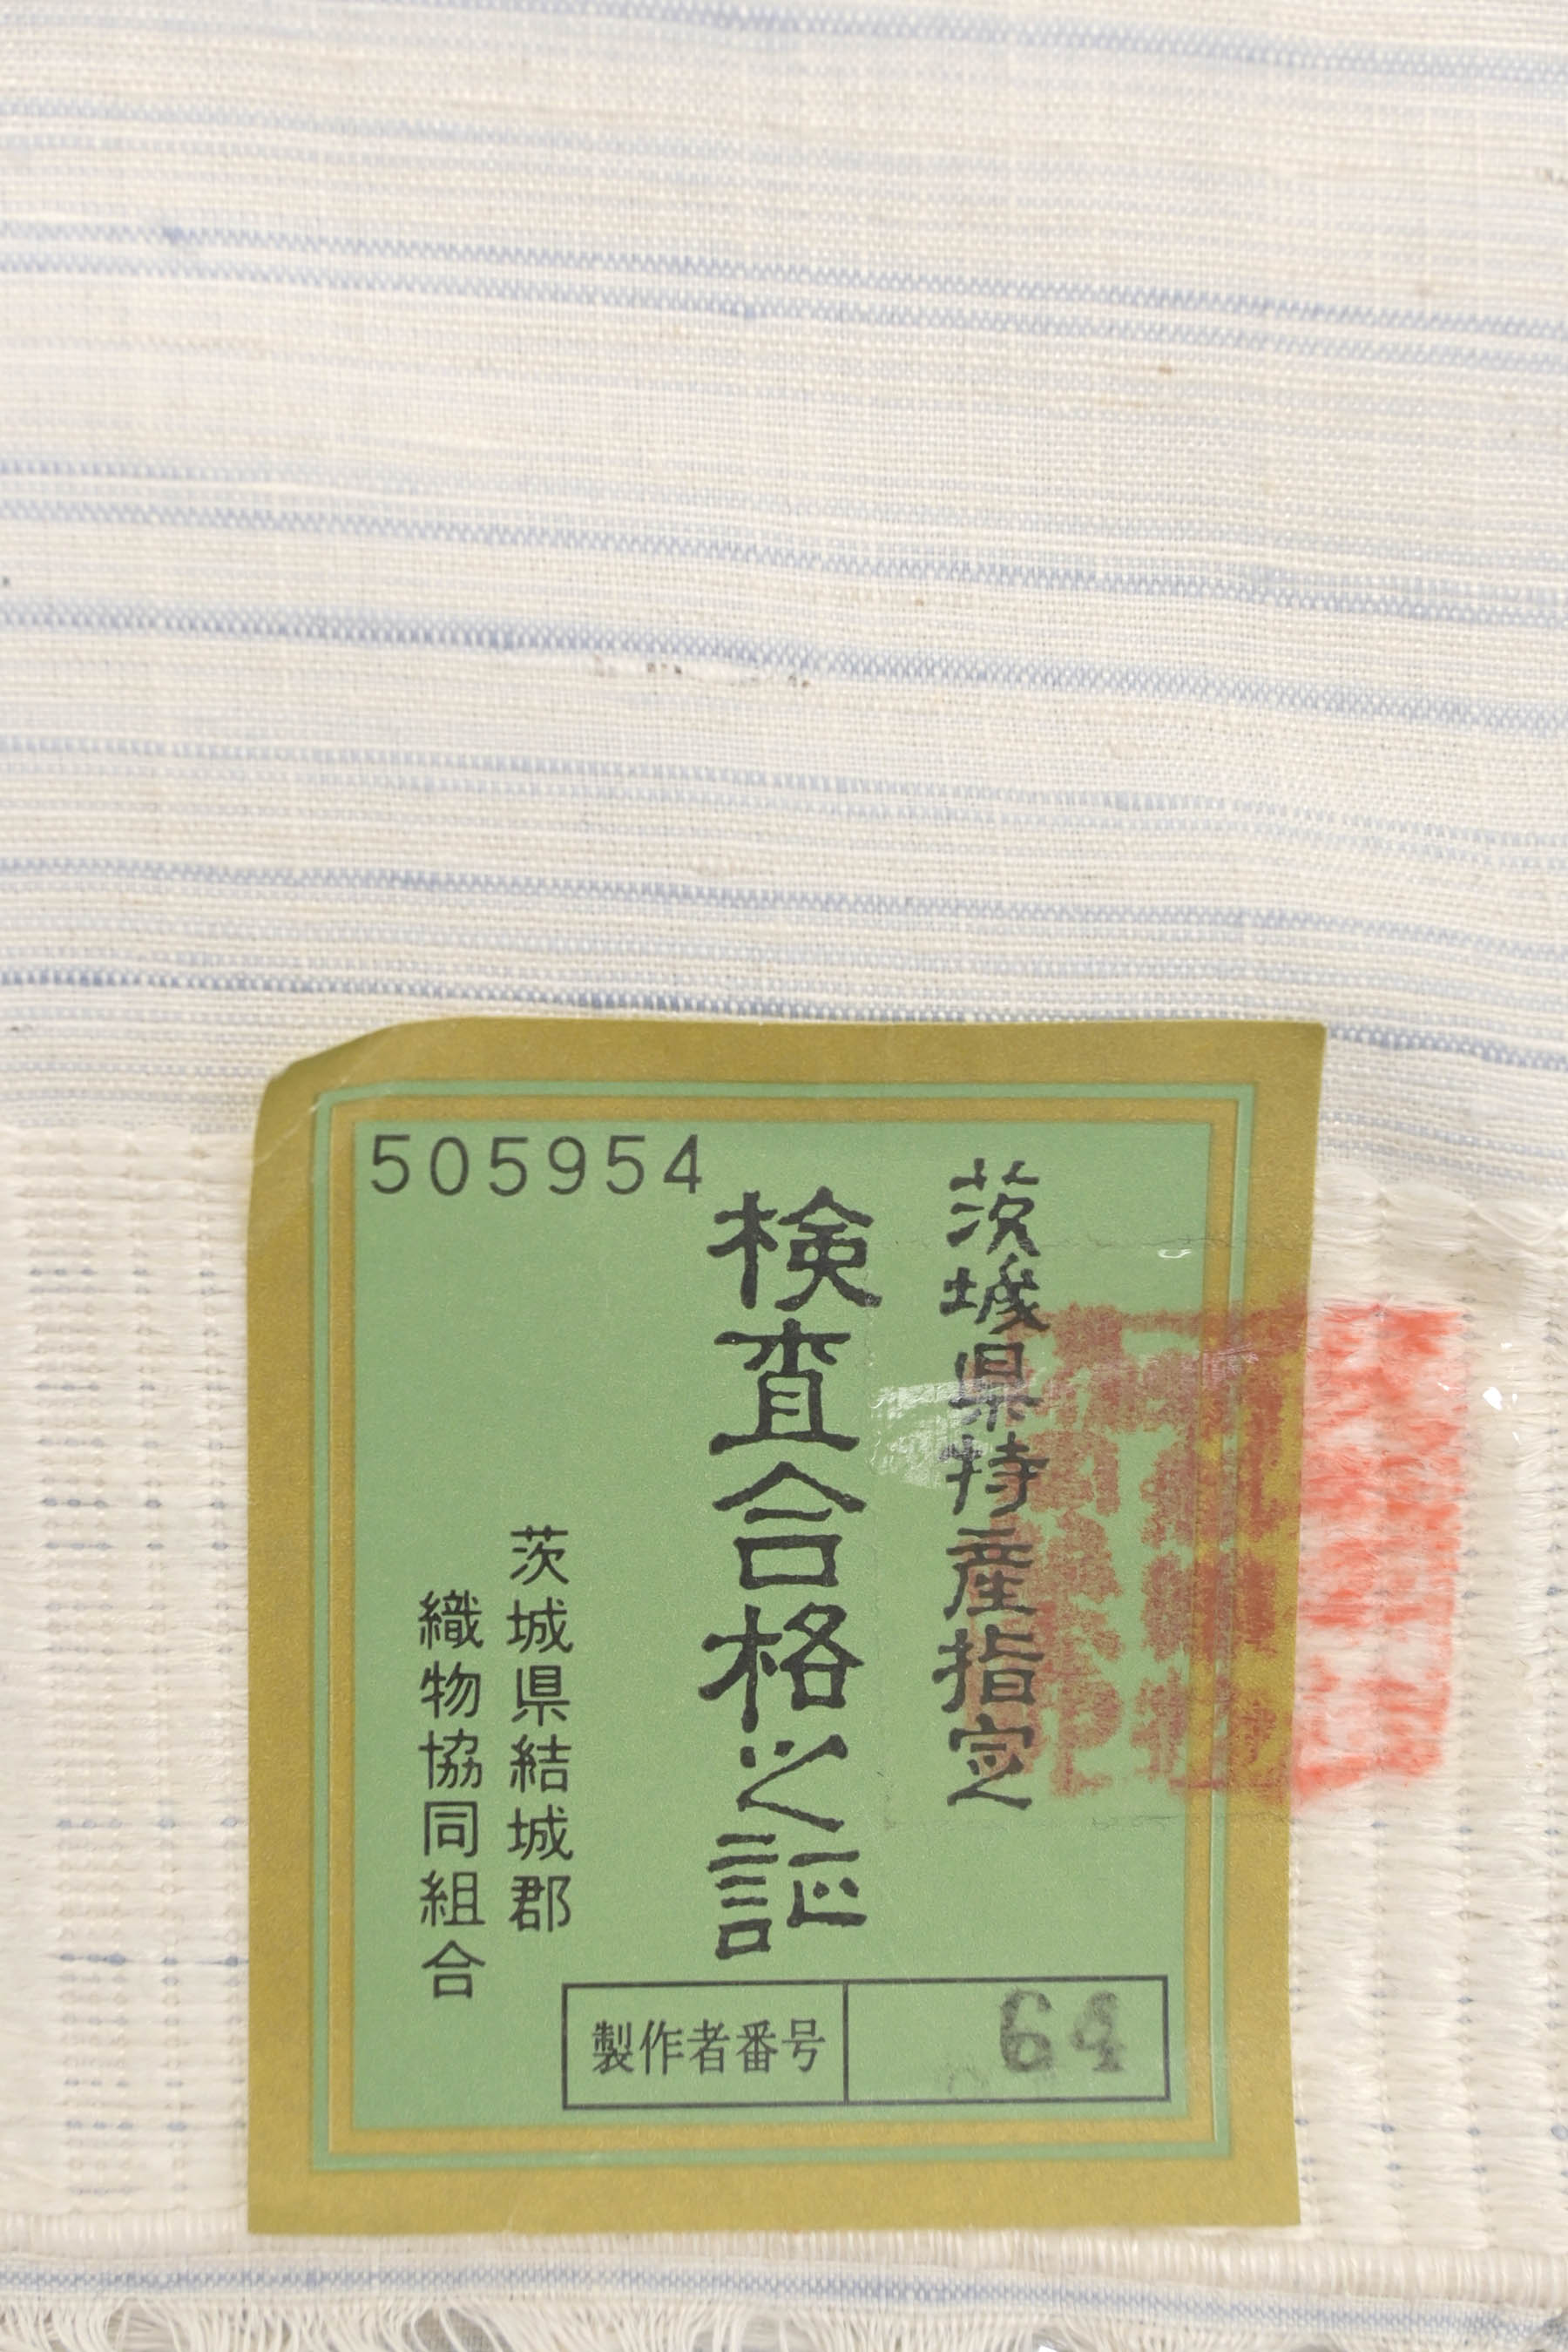 505954
茨城県特産指定之
検査合格之証
茨城県結城郡
織物協同組合
製作者番号 64